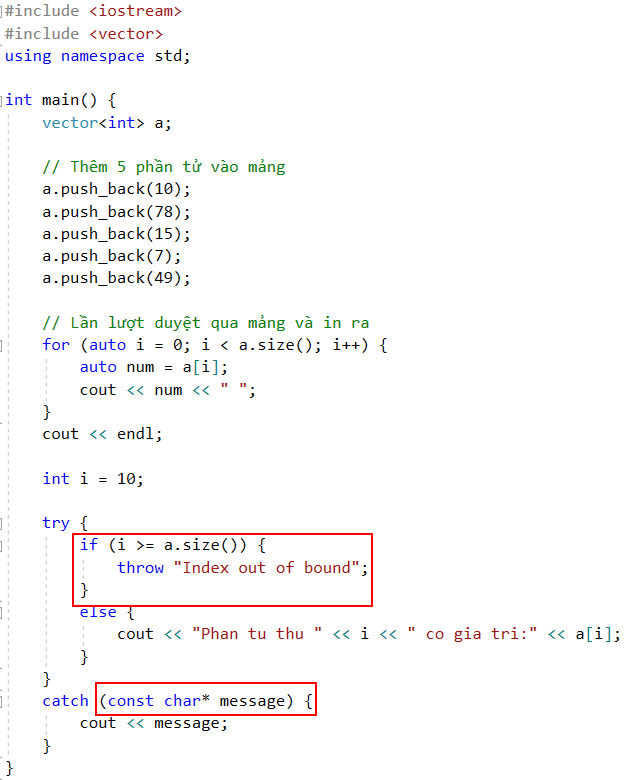 #include <iostream>
#include <vector>
using namespace std;
int main() {
vector<int> a;
// Thêm 5 phần tử vào mảng
a.push_back(10);
a.push_back(78);
a.push_back(15);
a.push_back(7);
a.push_back(49);
// Lần lượt duyệt qua mảng và in ra
for (auto i = 0; i < a.size(); i++) {
auto num = a[i];
cout << num << " ";
}
cout << endl;
int i = 10;
try {
if (i >= a.size()) {
throw "Index out of bound";
}
else {
cout << "Phan tu thu " << i << " co gia tri:" << a[i];
}
}
catch (const char* message) {
cout << message;
}
}